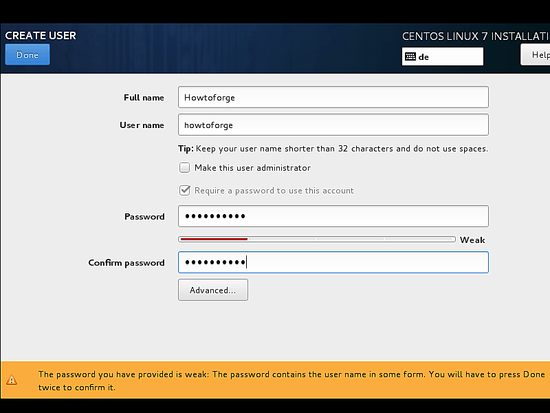 CREATE USER
CENTOS LINUX 7 INSTALLATI
Done
de
Help
Full name
Howtoforge
User name
howtoforge
Tip: Keep your user name shorter than 32 characters and do not use spaces.
Make this user administrator
Require a password to use this account
Password
••••••••••
Weak
Confirm password
••••••••••
Advanced...
The password you have provided is weak: The password contains the user name in some form. You will have to press Done
twice to confirm it.